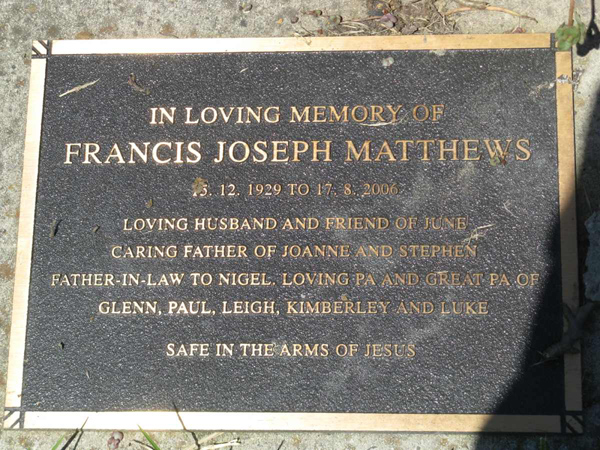 IN LOVING MEMORY OF
FRANCIS JOSEPH MATTHEWS
15. 12. 1929 TO 17. 8. 2006
LOVING HUSBAND AND FRIEND OF JUNE
CARING FATHER OF JOANNE AND STEPHEN
FATHER-IN-LAW TO NIGEL. LOVING PA AND GREAT PA OF
GLENN, PAUL, LEIGH, KIMBERLEY AND LUKE
SAFE IN THE ARMS OF JESUS